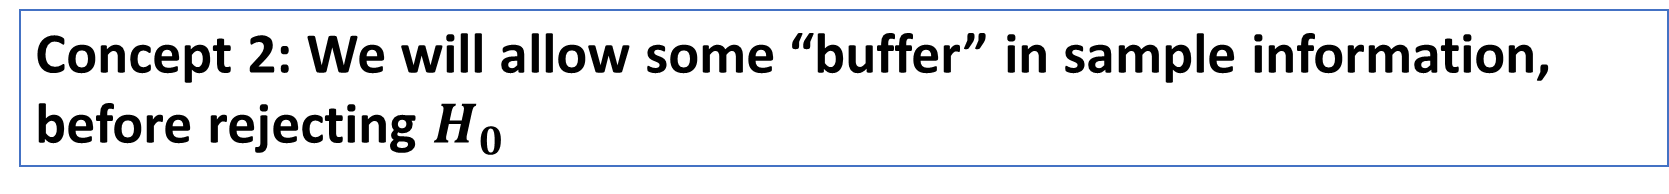 Concept 2: We will allow some “buffer” in sample information,
before rejecting H₀